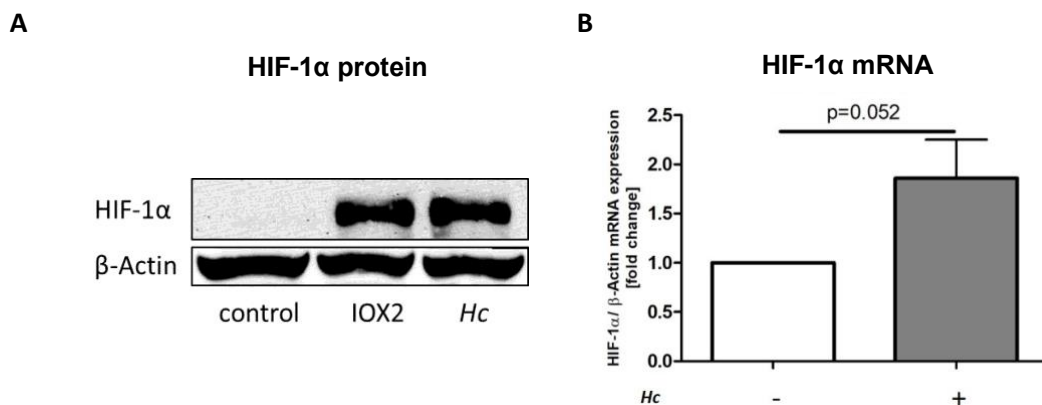 A
HIF-1α protein
HIF-1α
β-Actin
control IOX2 Hc
B
HIF-1α mRNA
HIF-1α/ β-Actin mRNA expression
[fold change]
2.5
2.0
1.5
1.0
0.5
0.0
p=0.052
Hc - +